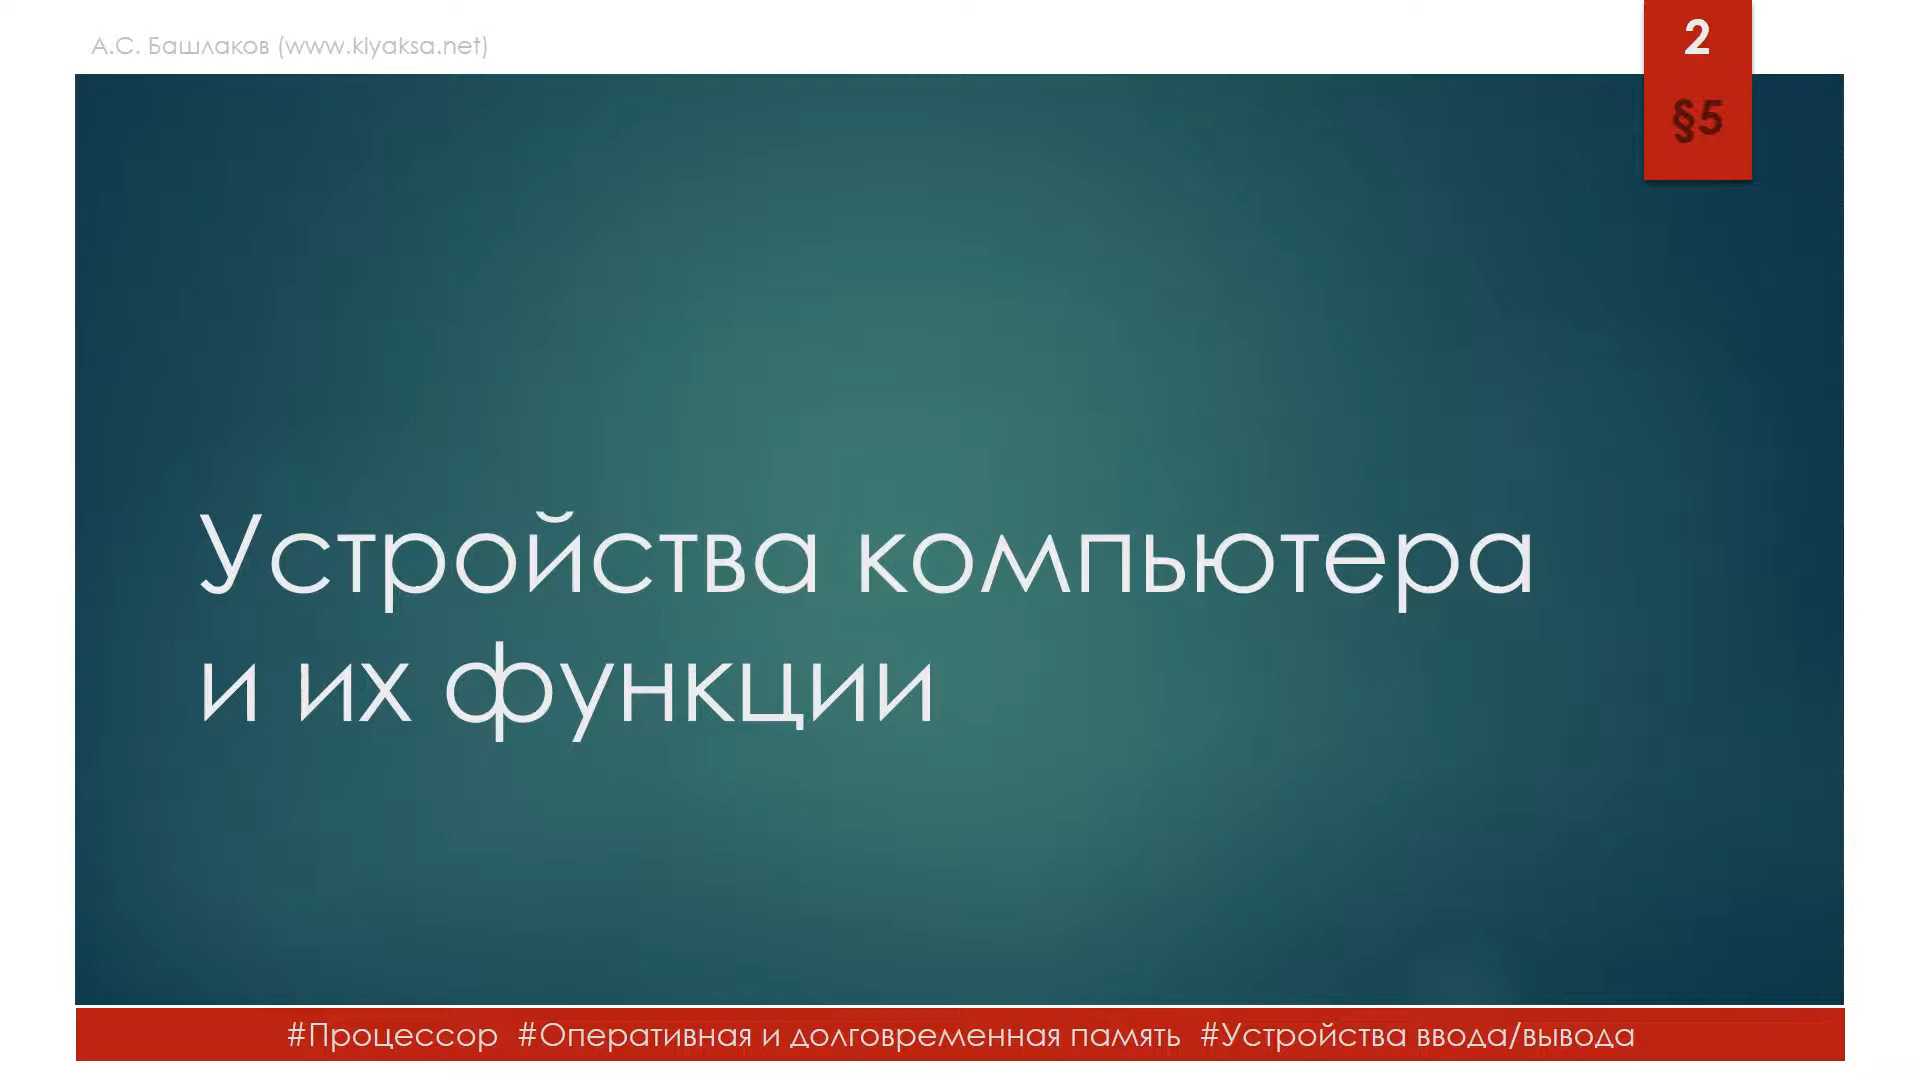 А.С. Башлаков (www.klyaksa.net)
2
§5
Устройства компьютера
и их функции
#Процессор #Оперативная и долговременная память #Устройства ввода/вывода